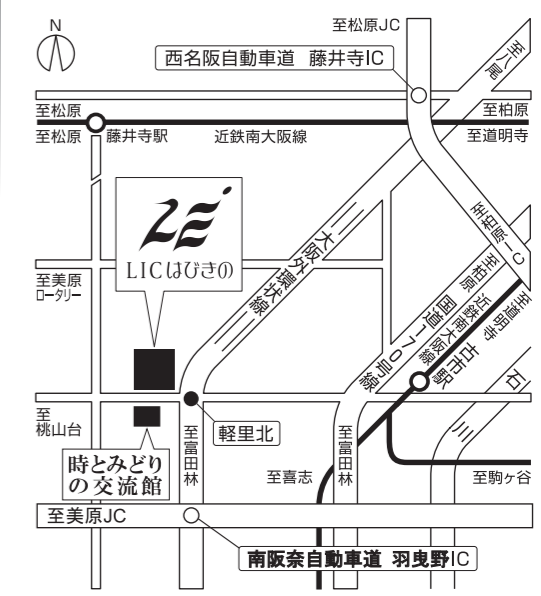 N
至松原JC
西名阪自動車道 藤井寺IC
至八尾
至松原
至柏原
至松原
藤井寺駅
近鉄南大阪線
至道明寺
LICはびきの
大阪外環状線
至柏原IC
至美原
ロータリー
至柏原
国道170号線
近鉄南大阪線
至道明寺
古市駅
石川
至
桃山台
軽里北
至富田林
至富田林
時とみどり
の交流館
至喜志
至駒ヶ谷
至美原JC
南阪奈自動車道 羽曳野IC